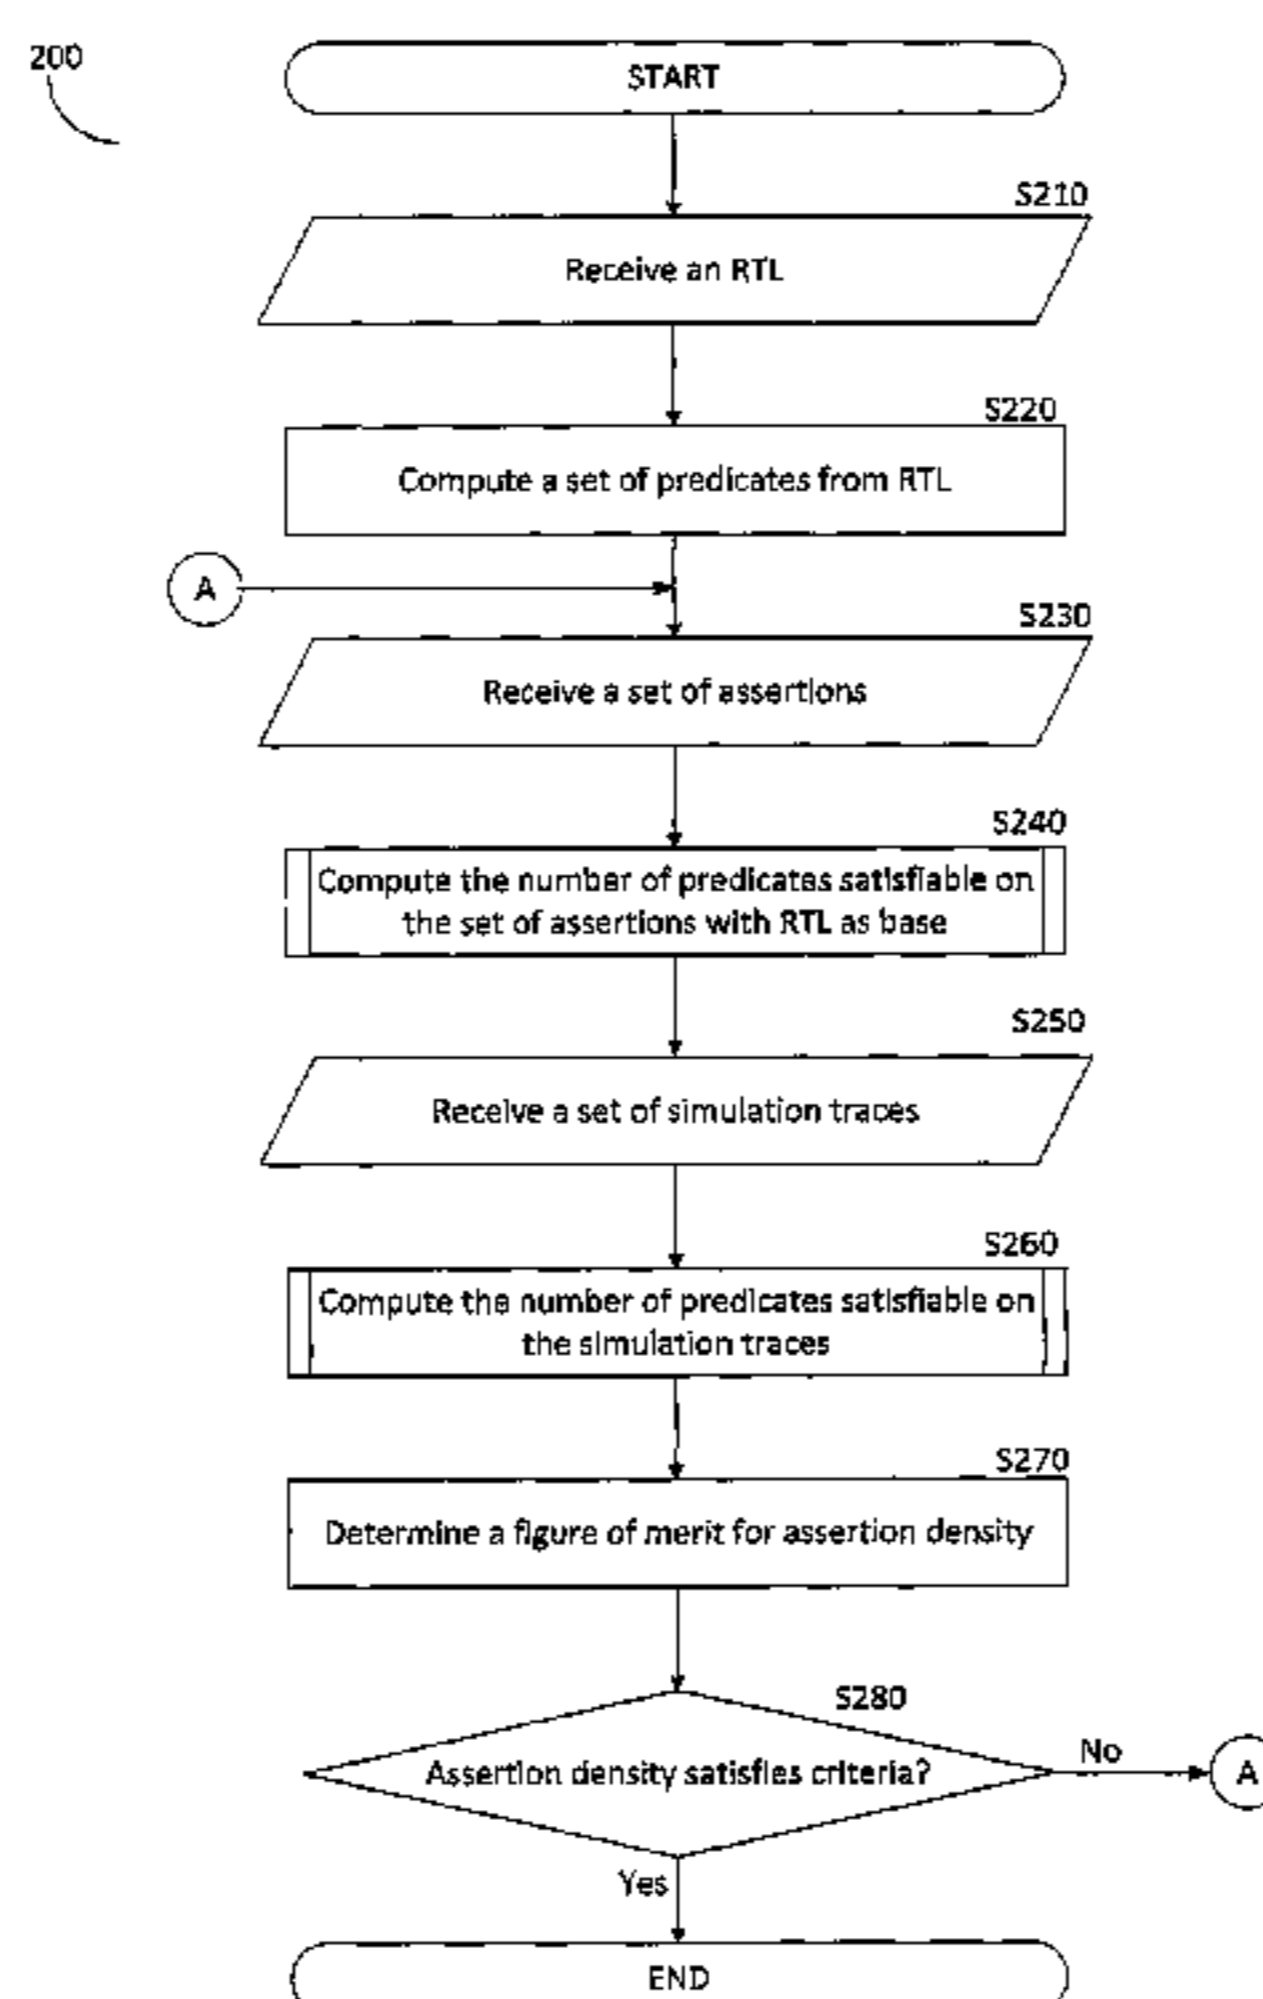 200
START
S210
Receive an RTL
S220
Compute a set of predicates from RTL
A
S230
Receive a set of assertions
S240
Compute the number of predicates satisfiable on
the set of assertions with RTL as base
S250
Receive a set of simulation traces
S260
Compute the number of predicates satisfiable on
the simulation traces
S270
Determine a figure of merit for assertion density
S280
Assertion density satisfies criteria?
No
A
Yes
END